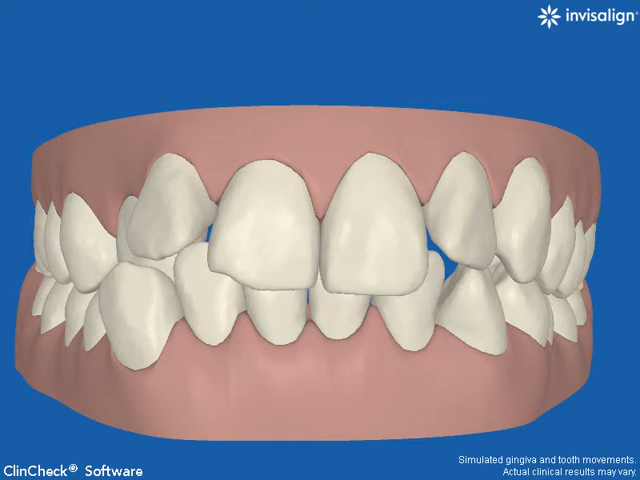 invisalign
Simulated gingiva and tooth movements.
Actual clinical results may vary.
ClinCheck® Software